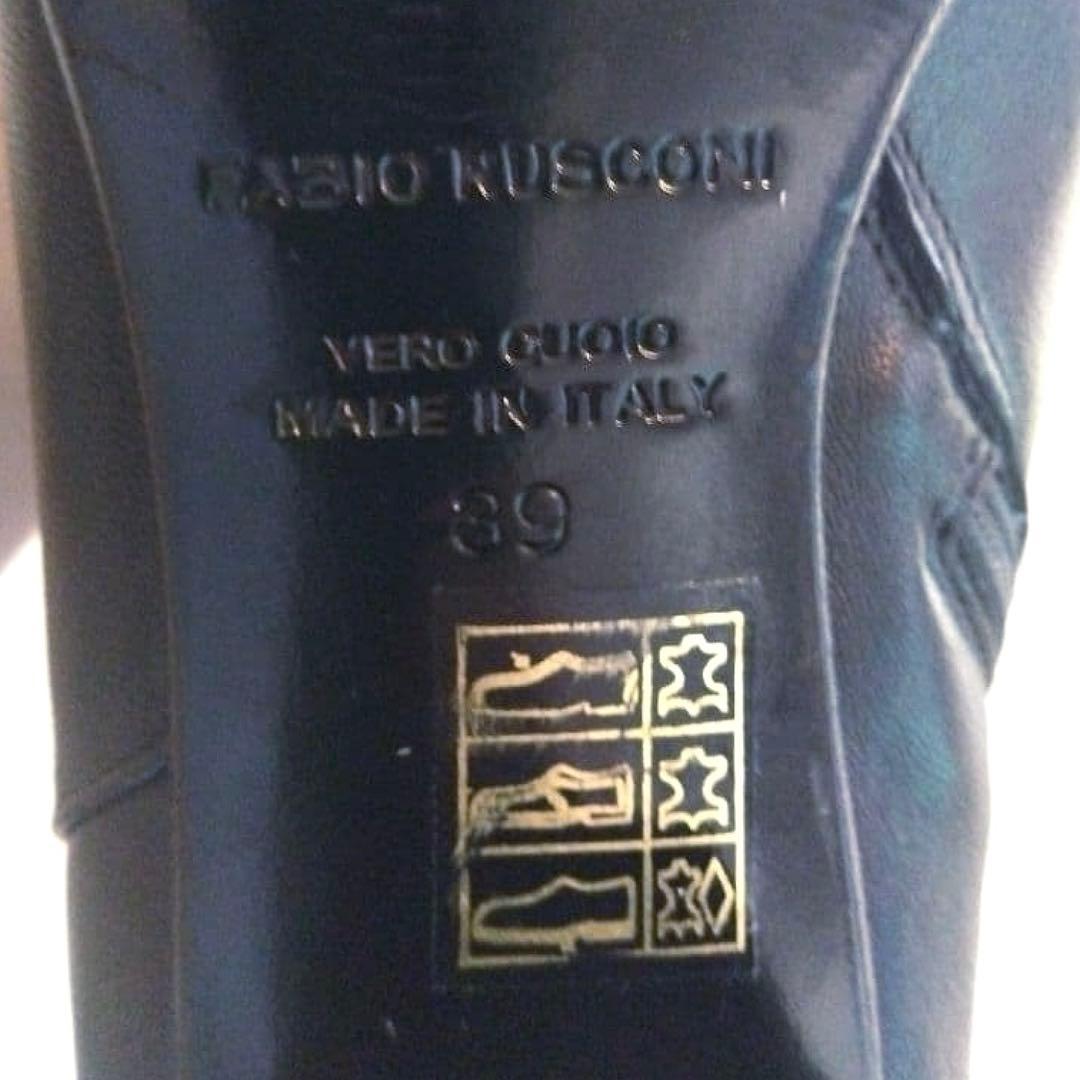 FABIO RUSCONI
VERO CUOIO
MADE IN ITALY
39